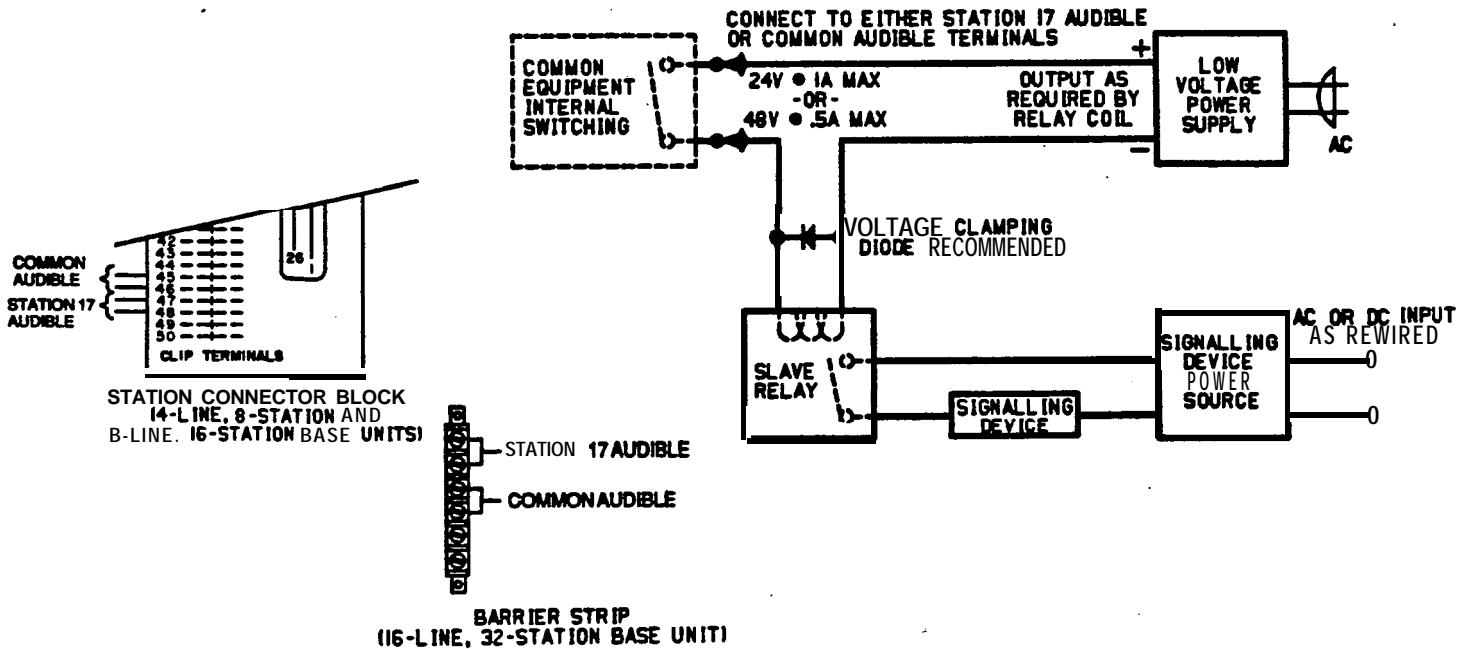 CONNECT TO EITHER STATION 17 AUDIBLE
OR COMMON AUDIBLE TERMINALS
COMMON
EQUIPMENT
INTERNAL
SWITCHING
24V ● 1A MAX
-OR-
48V ● .5A MAX
+
OUTPUT AS
REQUIRED BY
RELAY COIL
−
LOW
VOLTAGE
POWER
SUPPLY
AC
VOLTAGE CLAMPING
DIODE RECOMMENDED
42
43
44
45
46
47
48
49
50
26
COMMON
AUDIBLE
STATION 17
AUDIBLE
CLIP TERMINALS
STATION CONNECTOR BLOCK
(4-LINE, 8-STATION AND
B-LINE. 16-STATION BASE UNITS)
SLAVE
RELAY
SIGNALLING
DEVICE
SIGNALLING
DEVICE
POWER
SOURCE
AC OR DC INPUT
AS REWIRED
STATION 17 AUDIBLE
COMMON AUDIBLE
BARRIER STRIP
(16-LINE, 32-STATION BASE UNIT)